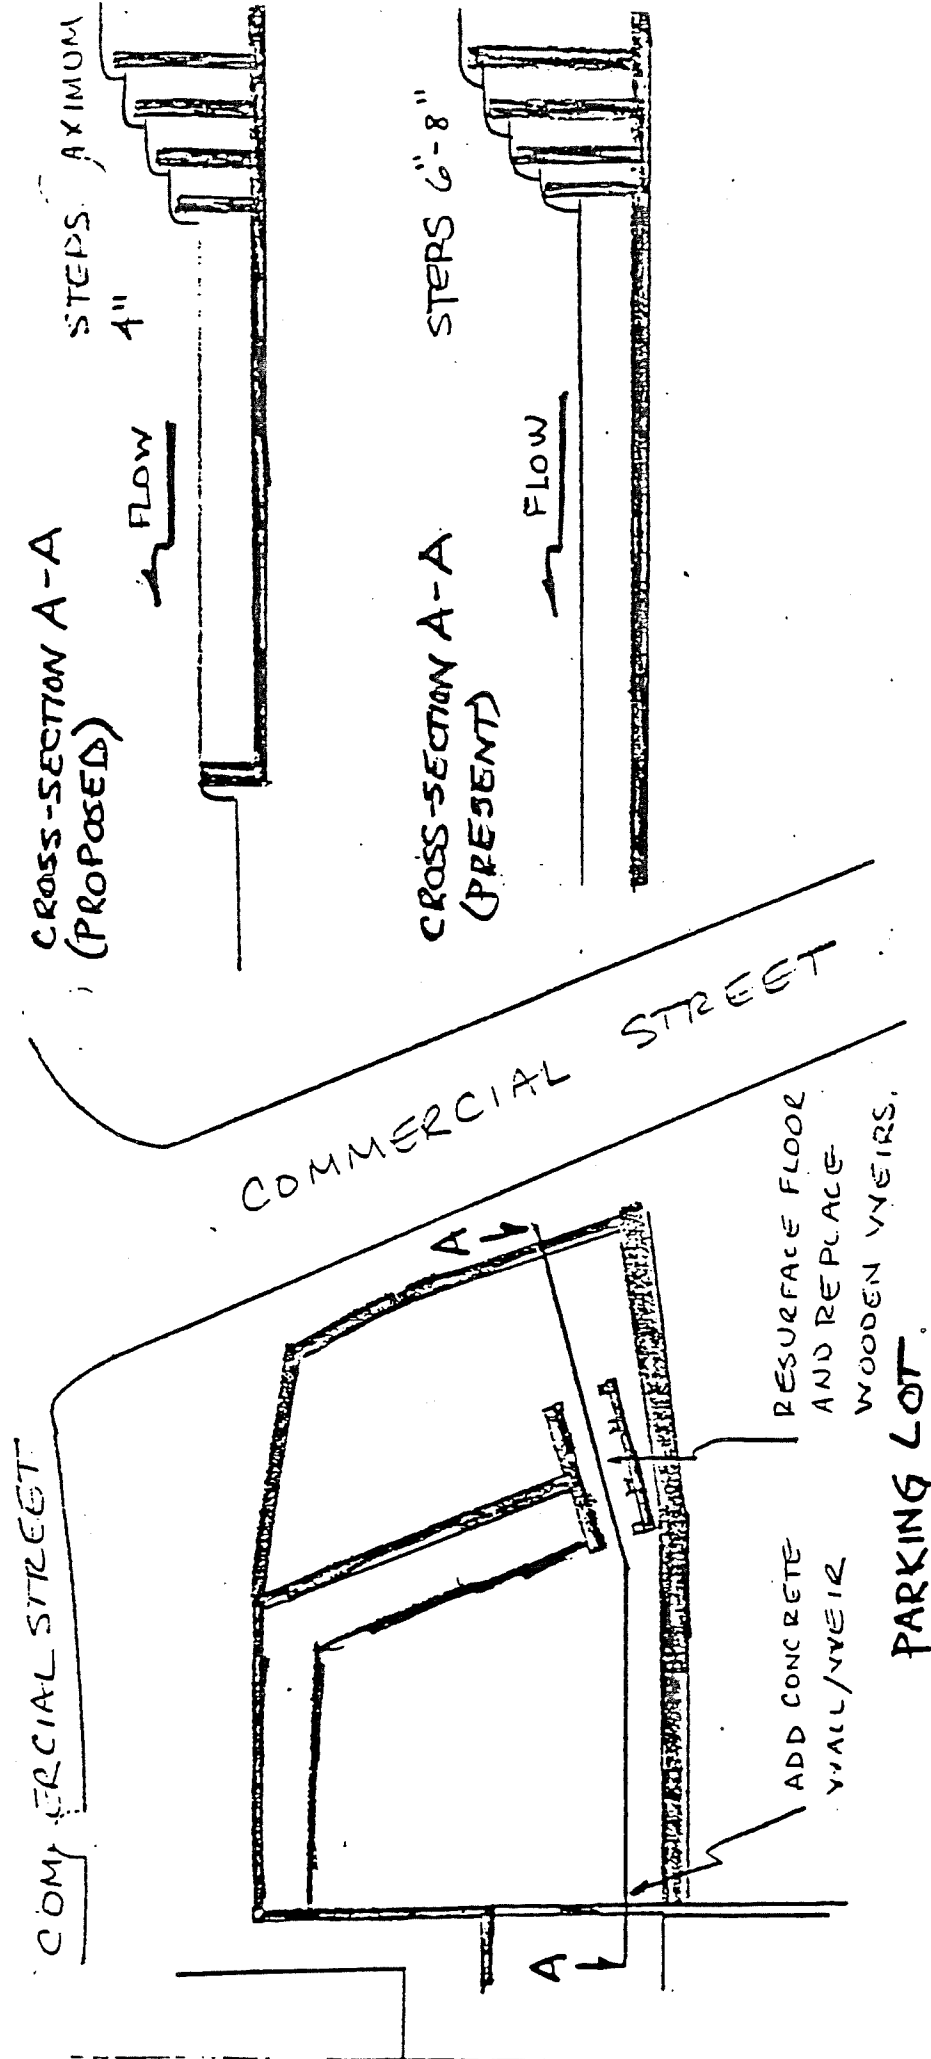 COM ERCIAL STREET
COMMERCIAL STREET
A
A
ADD CONCRETE
WALL/WEIR
RESURFACE FLOOR
AND REPLACE
WOODEN WEIRS.
PARKING LOT.
CROSS-SECTION A-A
(PROPOSED)
FLOW
STEPS AXIMUM
4"
CROSS-SECTION A-A
(PRESENT)
FLOW
STEPS 6"-8"